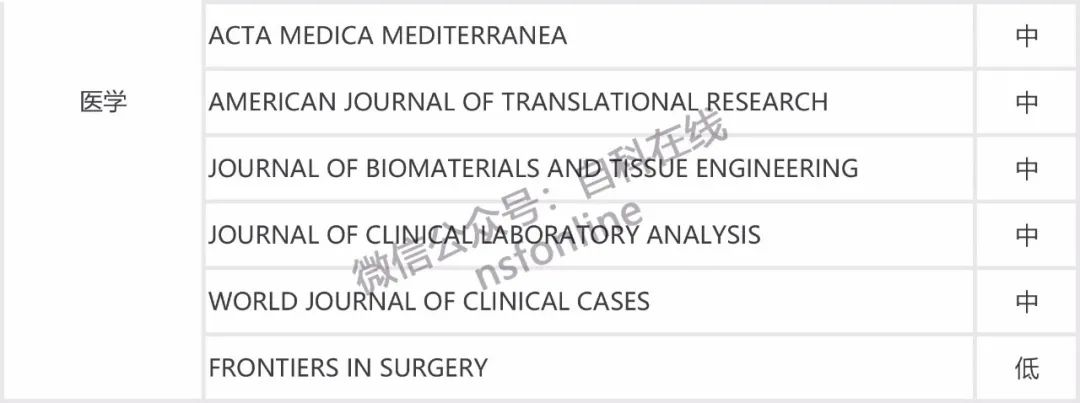 ACTA MEDICA MEDITERRANEA 中
医学 AMERICAN JOURNAL OF TRANSLATIONAL RESEARCH 中
JOURNAL OF BIOMATERIALS AND TISSUE ENGINEERING 中
JOURNAL OF CLINICAL LABORATORY ANALYSIS 中
WORLD JOURNAL OF CLINICAL CASES 中
FRONTIERS IN SURGERY 低
微信公众号：自科在线
nsfonline